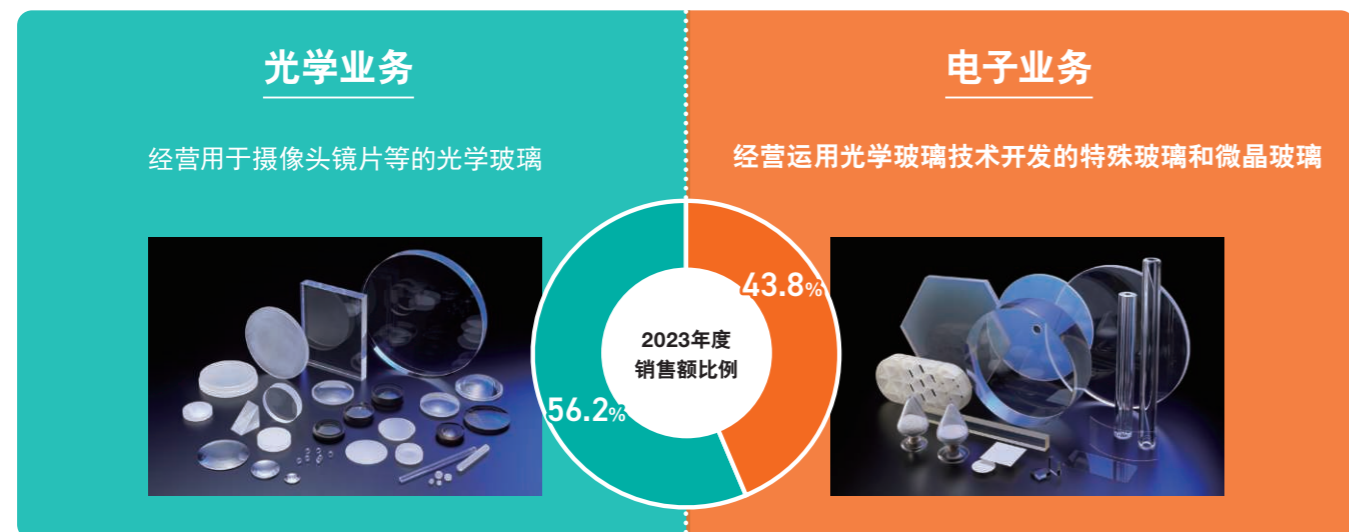 光学业务
经营用于摄像头镜片等的光学玻璃
电子业务
经营运用光学玻璃技术开发的特殊玻璃和微晶玻璃
43.8%
2023年度
销售额比例
56.2%